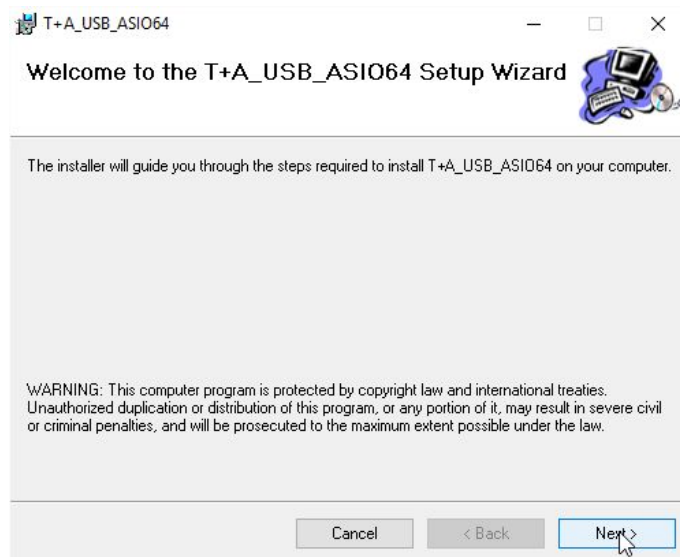 T+A_USB_ASIO64
Welcome to the T+A_USB_ASIO64 Setup Wizard
The installer will guide you through the steps required to install T+A_USB_ASIO64 on your computer.
WARNING: This computer program is protected by copyright law and international treaties.
Unauthorized duplication or distribution of this program, or any portion of it, may result in severe civil
or criminal penalties, and will be prosecuted to the maximum extent possible under the law.
Cancel < Back Next >